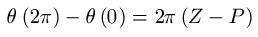 θ (2π) − θ (0) = 2π (Z − P)